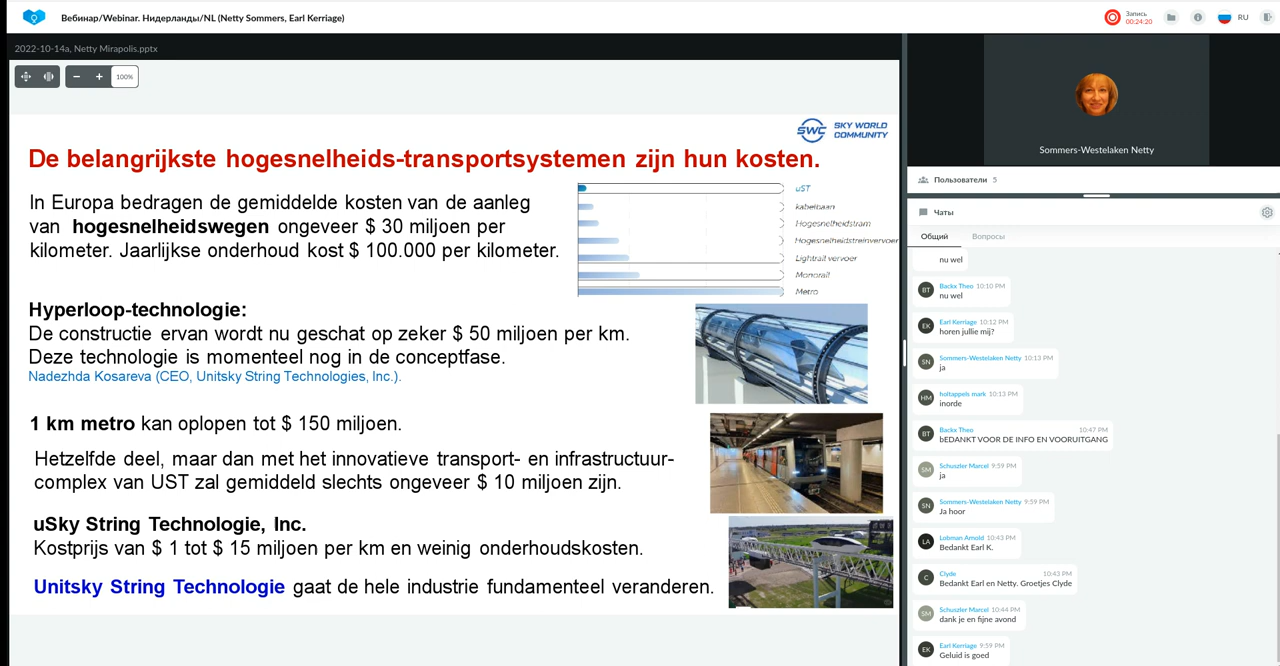 Вебинар/Webinar. Нидерланды/NL (Netty Sommers, Earl Kerriage)
Запись
00:24:20
RU
2022-10-14a, Netty Mirapolis.pptx
100%
SWC SKY WORLD COMMUNITY
De belangrijkste hogesnelheids-transportsystemen zijn hun kosten.
In Europa bedragen de gemiddelde kosten van de aanleg
van hogesnelheidswegen ongeveer $ 30 miljoen per
kilometer. Jaarlijkse onderhoud kost $ 100.000 per kilometer.
uST
kabelbaan
Hogesnelheidstram
Hogesnelheidstreinvervoer
Lightrail vervoer
Monorail
Metro
Hyperloop-technologie:
De constructie ervan wordt nu geschat op zeker $ 50 miljoen per km.
Deze technologie is momenteel nog in de conceptfase.
Nadezhda Kosareva (CEO, Unitsky String Technologies, Inc.).
1 km metro kan oplopen tot $ 150 miljoen.
Hetzelfde deel, maar dan met het innovatieve transport- en infrastructuur-
complex van UST zal gemiddeld slechts ongeveer $ 10 miljoen zijn.
uSky String Technologie, Inc.
Kostprijs van $ 1 tot $ 15 miljoen per km en weinig onderhoudskosten.
Unitsky String Technologie gaat de hele industrie fundamenteel veranderen.
Sommers-Westelaken Netty
Пользователи 5
Чаты
Общий Вопросы
nu wel
BT Backx Theo 10:10 PM
nu wel
EK Earl Kerriage 10:12 PM
horen jullie mij?
SN Sommers-Westelaken Netty 10:13 PM
ja
HM holtappels mark 10:13 PM
inorde
BT Backx Theo 10:47 PM
bEDANKT VOOR DE INFO EN VOORUITGANG
SM Schuszler Marcel 9:59 PM
ja
SN Sommers-Westelaken Netty 9:59 PM
Ja hoor
LA Lobman Arnold 10:43 PM
Bedankt Earl K.
C Clyde 10:43 PM
Bedankt Earl en Netty. Groetjes Clyde
SM Schuszler Marcel 10:44 PM
dank je en fijne avond
EK Earl Kerriage 9:59 PM
Geluid is goed